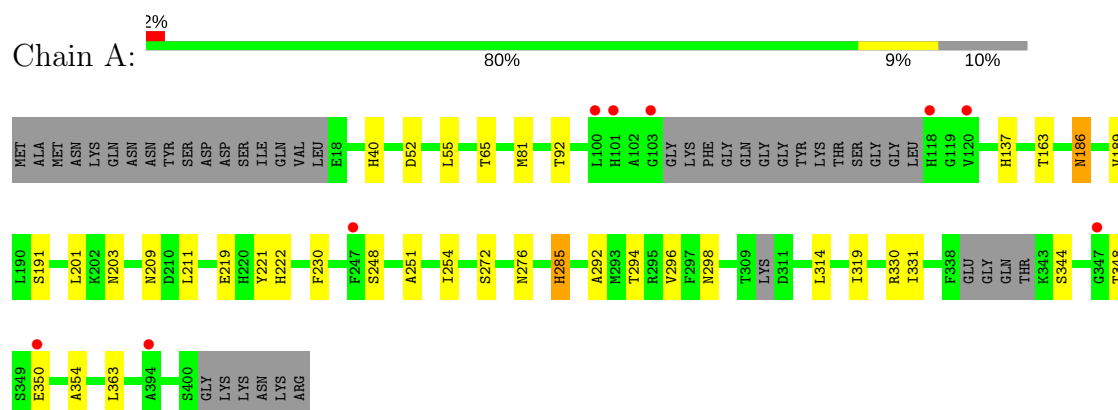 2%
Chain A:
80% 9% 10%
MET ALA MET ASN LYS GLN ASN ASN TYR SER ASP ASP SER ILE GLN VAL LEU E18 H40 D52 L55 T65 M81 T92 L100 H101 A102 G103 GLY LYS PHE GLY GLN GLY GLY TYR LYS THR SER GLY GLY LEU H118 G119 V120 H137 T163 N186 V189
L190 S191 L201 K202 N203 N209 D210 L211 E219 H220 Y221 H222 F230 F247 S248 A251 I254 S272 N276 H285 A292 M293 T294 R295 V296 F297 N298 T309 LYS D311 L314 I319 R330 I331 F338 GLU GLY GLN THR K343 S344 G347 T348
S349 E350 A354 L363 A394 S400 GLY LYS LYS ASN LYS ARG